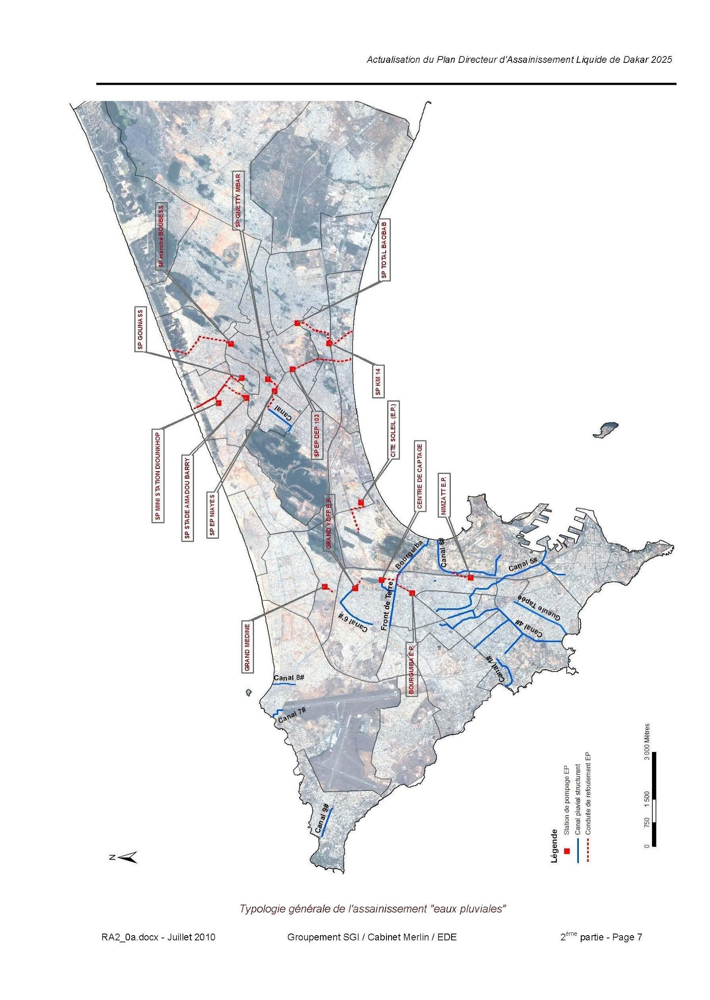 Actualisation du Plan Directeur d'Assainissement Liquide de Dakar 2025
SP marché BOUBESS
SP GNETTY MBAR
SP TOTAL BAOBAB
SP GOUNASS
SP KM 14
SP MINI STATION DIOUNKHOP
SP STADE AMADOU BARRY
SP EP NIAYES
Canal
SP EP DEP 103
CITE SOLEIL (E.P.)
CENTRE DE CAPTAGE
NIMZATT E.P.
GRAND YOFF E.P.
Bourguiba
Canal 6#
Canal 5#
Front de Terre
Canal 6'#
Gueule Tapée
Canal 4#
GRAND MEDINE
BOURGUIBA E.P.
Canal 1#
Canal 8#
Canal 7#
Canal 9#
N
Légende
Station de pompage EP
Canal pluvial structurant
Conduite de refoulement EP
0 750 1 500 3 000 Mètres
Typologie générale de l'assainissement "eaux pluviales"
RA2_0a.docx - Juillet 2010 Groupement SGI / Cabinet Merlin / EDE 2ème partie - Page 7